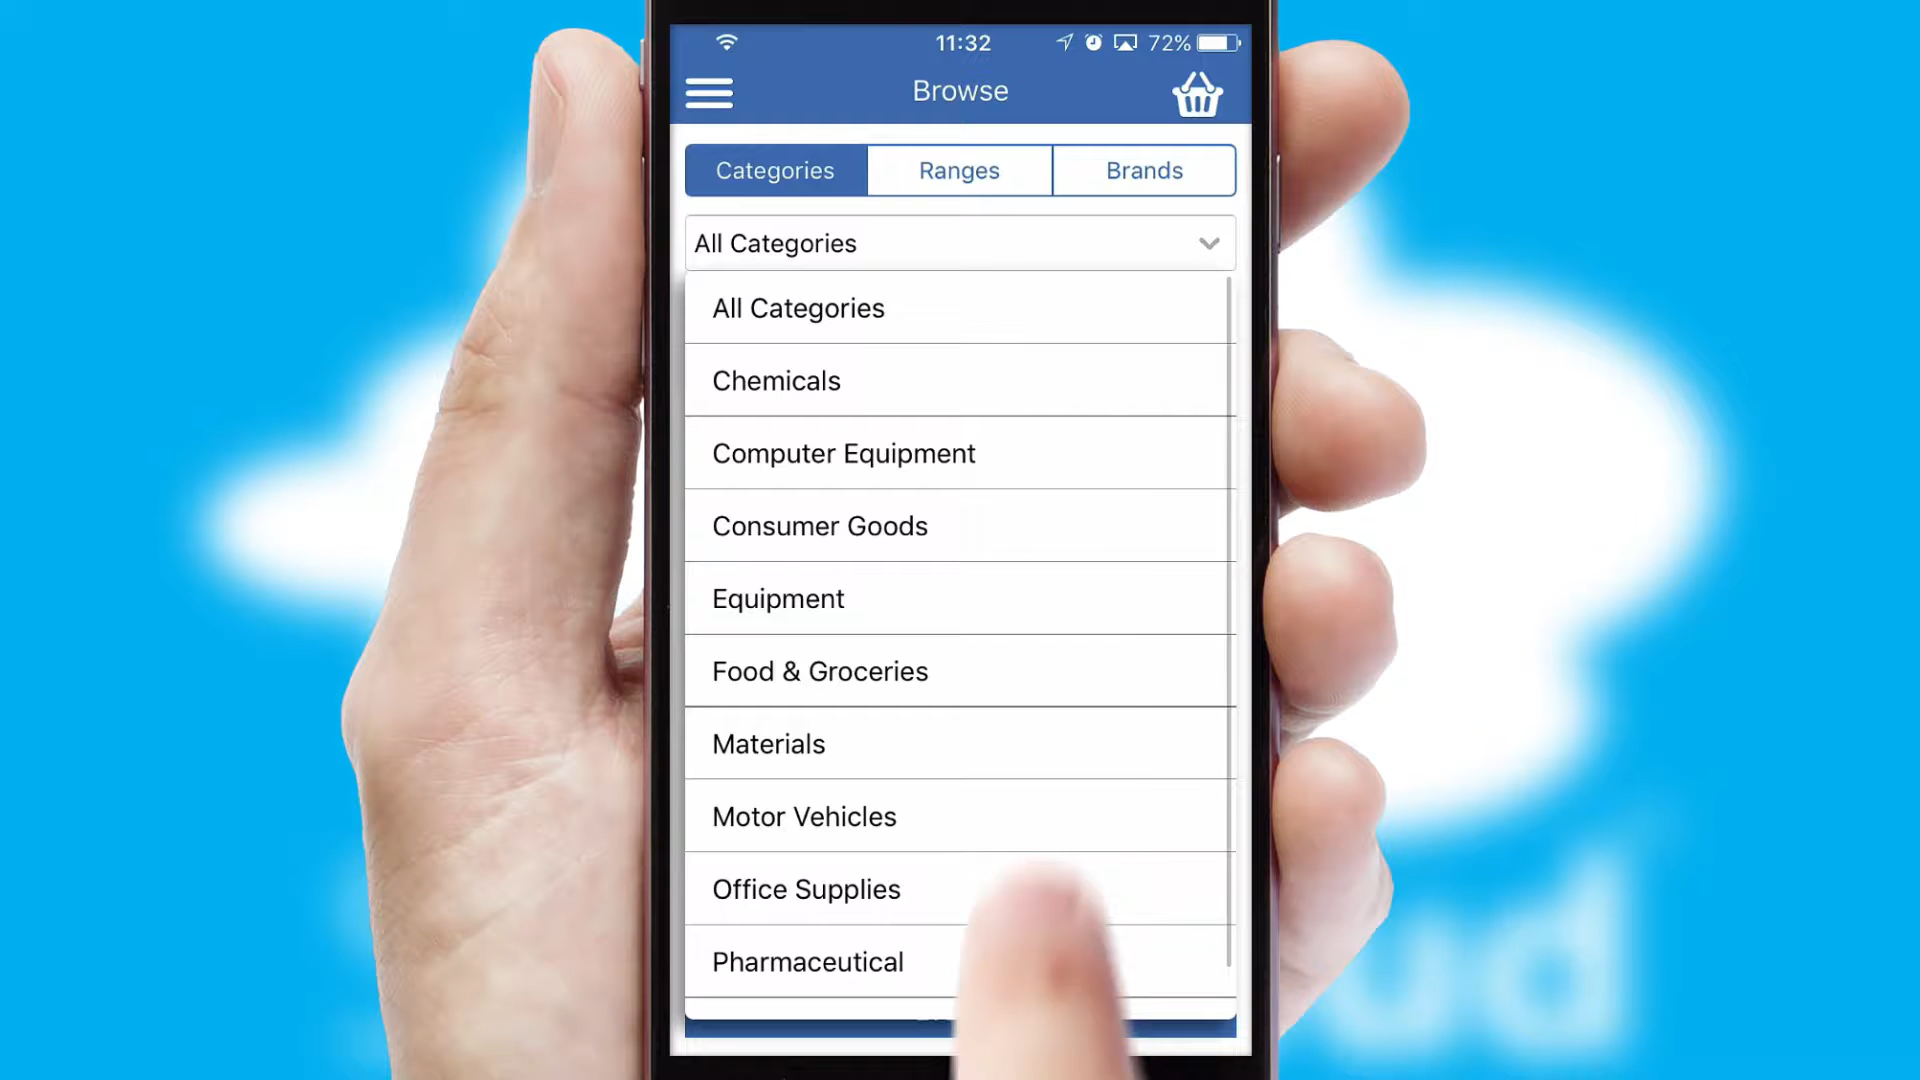 11:32
72%
Browse
Categories
Ranges
Brands
All Categories
All Categories
Chemicals
Computer Equipment
Consumer Goods
Equipment
Food & Groceries
Materials
Motor Vehicles
Office Supplies
Pharmaceutical